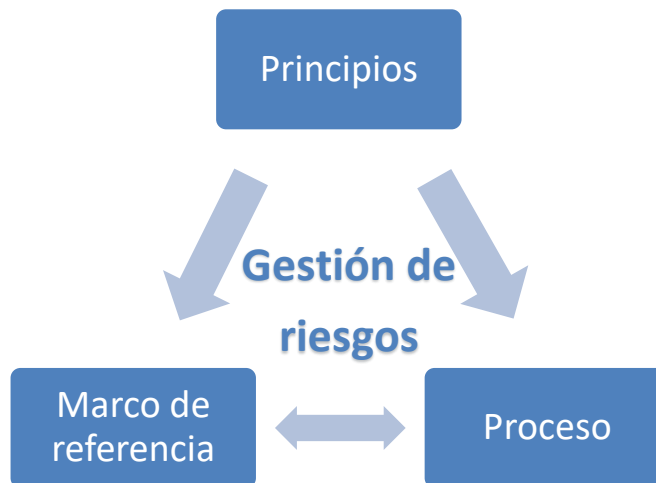 Principios
Gestión de
riesgos
Marco de
referencia
Proceso